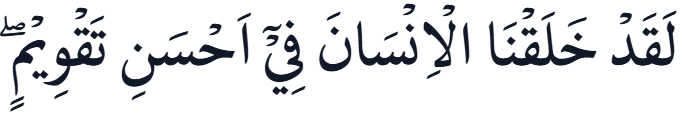 لَقَدْ خَلَقْنَا الْاِنْسَانَ فِيْٓ اَحْسَنِ تَقْوِيْمٍۖ